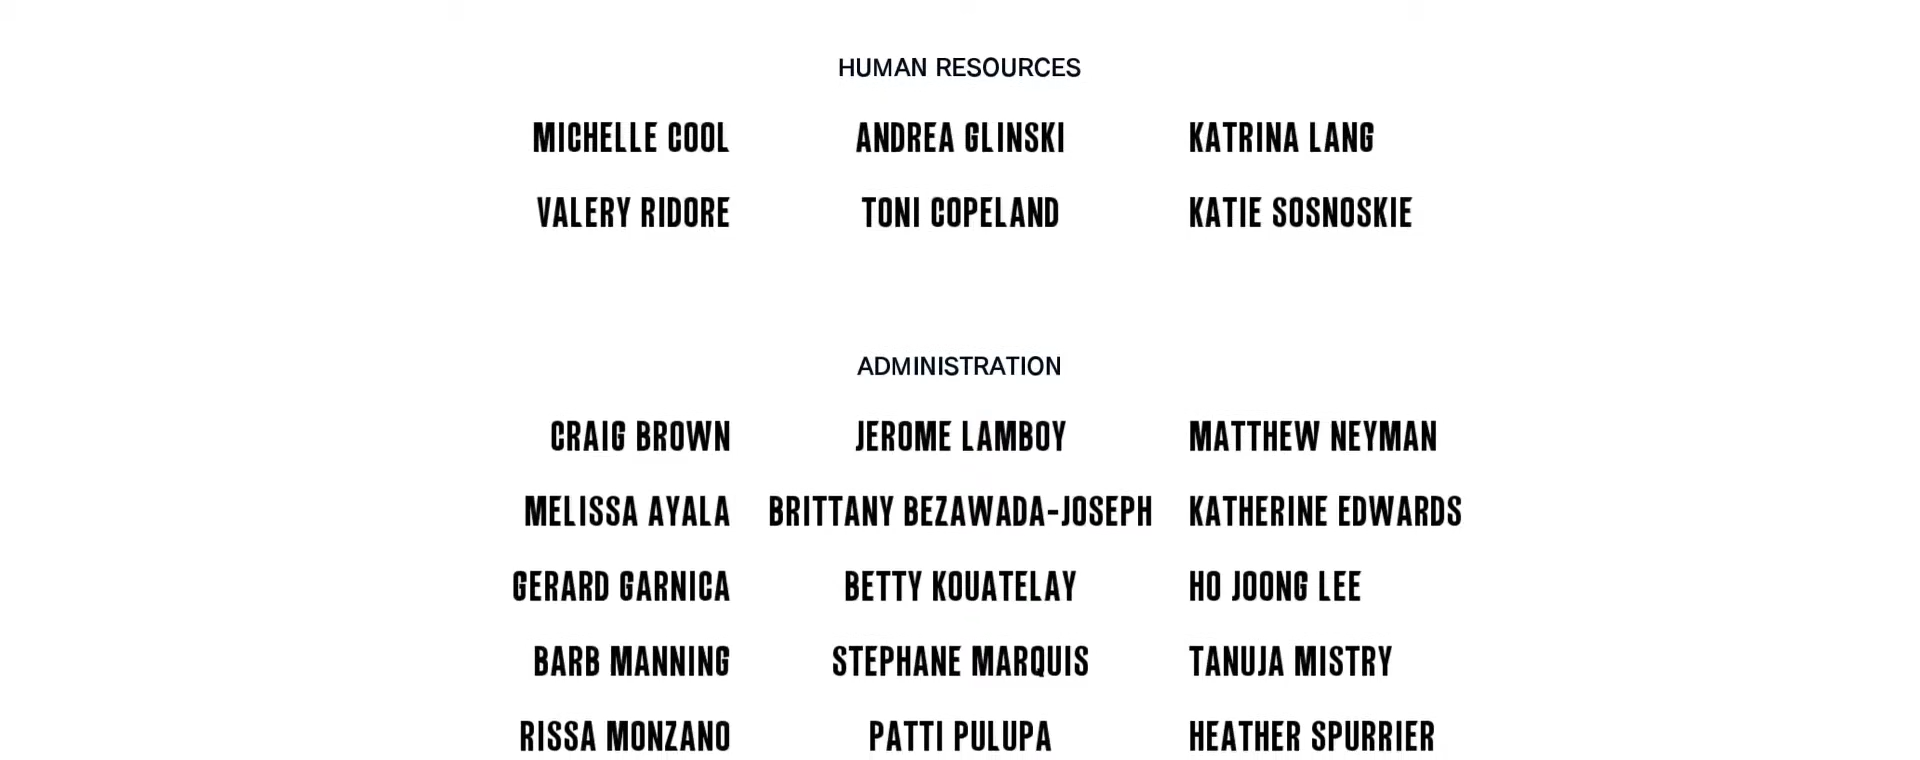 HUMAN RESOURCES
MICHELLE COOL ANDREA GLINSKI KATRINA LANG
VALERY RIDORE TONI COPELAND KATIE SOSNOSKIE
ADMINISTRATION
CRAIG BROWN JEROME LAMBOY MATTHEW NEYMAN
MELISSA AYALA BRITTANY BEZAWADA-JOSEPH KATHERINE EDWARDS
GERARD GARNICA BETTY KOUATELAY HO JOONG LEE
BARB MANNING STEPHANE MARQUIS TANUJA MISTRY
RISSA MONZANO PATTI PULUPA HEATHER SPURRIER